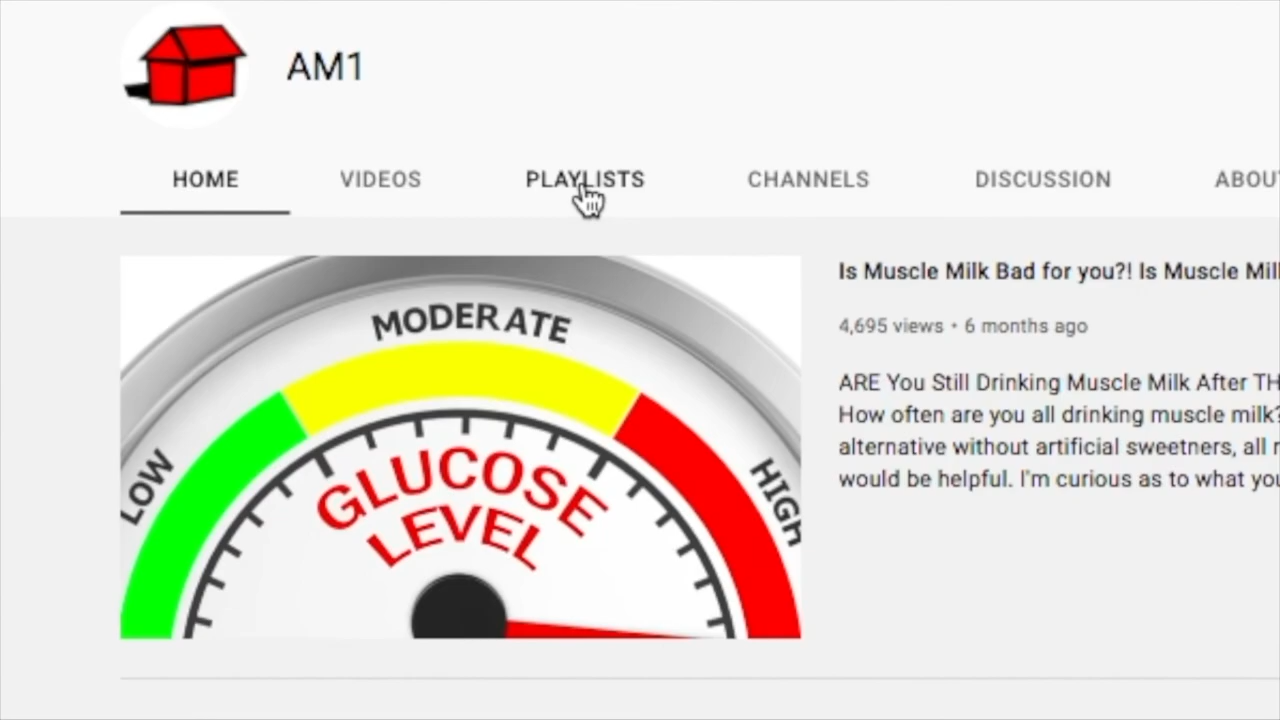 AM1
HOME VIDEOS PLAYLISTS CHANNELS DISCUSSION ABOU
MODERATE
LOW
HIGH
GLUCOSE
LEVEL
Is Muscle Milk Bad for you?! Is Muscle Mil
4,695 views • 6 months ago
ARE You Still Drinking Muscle Milk After TH
How often are you all drinking muscle milk?
alternative without artificial sweetners, all
would be helpful. I'm curious as to what you